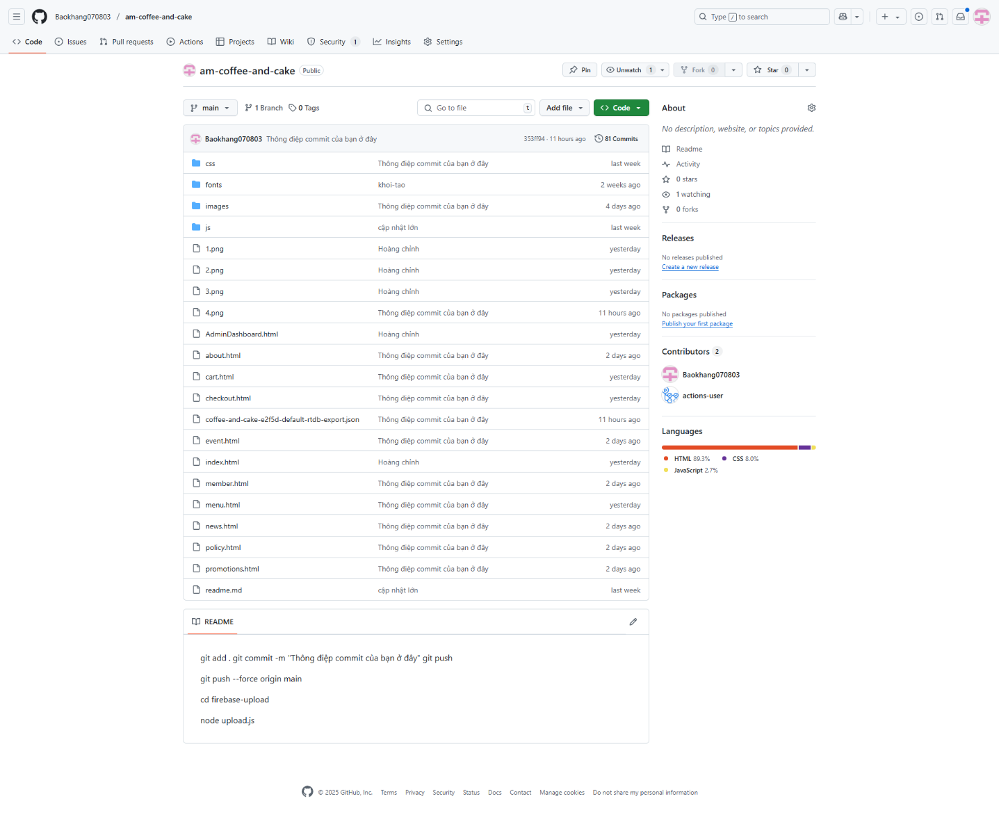 Baokhang070803 / am-coffee-and-cake
Type / to search
Code Issues Pull requests Actions Projects Wiki Security 1 Insights Settings
am-coffee-and-cake Public
Pin Unwatch 1 Fork 0 Star 0
main 1 Branch 0 Tags Go to file t Add file Code
Baokhang070803 Thông điệp commit của bạn ở đây 353ff94 · 11 hours ago 81 Commits
css Thông điệp commit của bạn ở đây last week
fonts khoi-tao 2 weeks ago
images Thông điệp commit của bạn ở đây 4 days ago
js cập nhật lớn last week
1.png Hoàng chỉnh yesterday
2.png Hoàng chỉnh yesterday
3.png Hoàng chỉnh yesterday
4.png Thông điệp commit của bạn ở đây 11 hours ago
AdminDashboard.html Hoàng chỉnh yesterday
about.html Thông điệp commit của bạn ở đây 2 days ago
cart.html Thông điệp commit của bạn ở đây yesterday
checkout.html Thông điệp commit của bạn ở đây yesterday
coffee-and-cake-e2f5d-default-rtdb-export.json Thông điệp commit của bạn ở đây 11 hours ago
event.html Thông điệp commit của bạn ở đây 2 days ago
index.html Hoàng chỉnh yesterday
member.html Thông điệp commit của bạn ở đây 2 days ago
menu.html Thông điệp commit của bạn ở đây yesterday
news.html Thông điệp commit của bạn ở đây 2 days ago
policy.html Thông điệp commit của bạn ở đây 2 days ago
promotions.html Thông điệp commit của bạn ở đây 2 days ago
readme.md cập nhật lớn last week
README
git add . git commit -m "Thông điệp commit của bạn ở đây" git push
git push --force origin main
cd firebase-upload
node upload.js
About
No description, website, or topics provided.
Readme
Activity
0 stars
1 watching
0 forks
Releases
No releases published
Create a new release
Packages
No packages published
Publish your first package
Contributors 2
Baokhang070803
actions-user
Languages
HTML 89.3% CSS 8.0%
JavaScript 2.7%
© 2025 GitHub, Inc. Terms Privacy Security Status Docs Contact Manage cookies Do not share my personal information